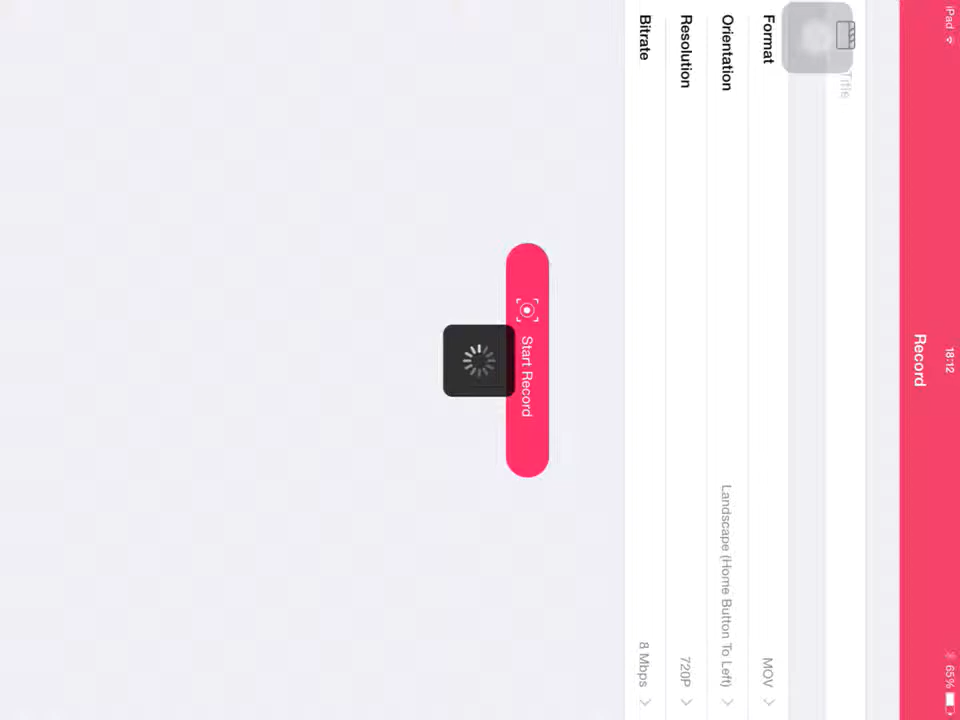 iPad 18:12 65%
Record
Title
Format MOV
Orientation Landscape (Home Button To Left)
Resolution 720P
Bitrate 8 Mbps
Start Record